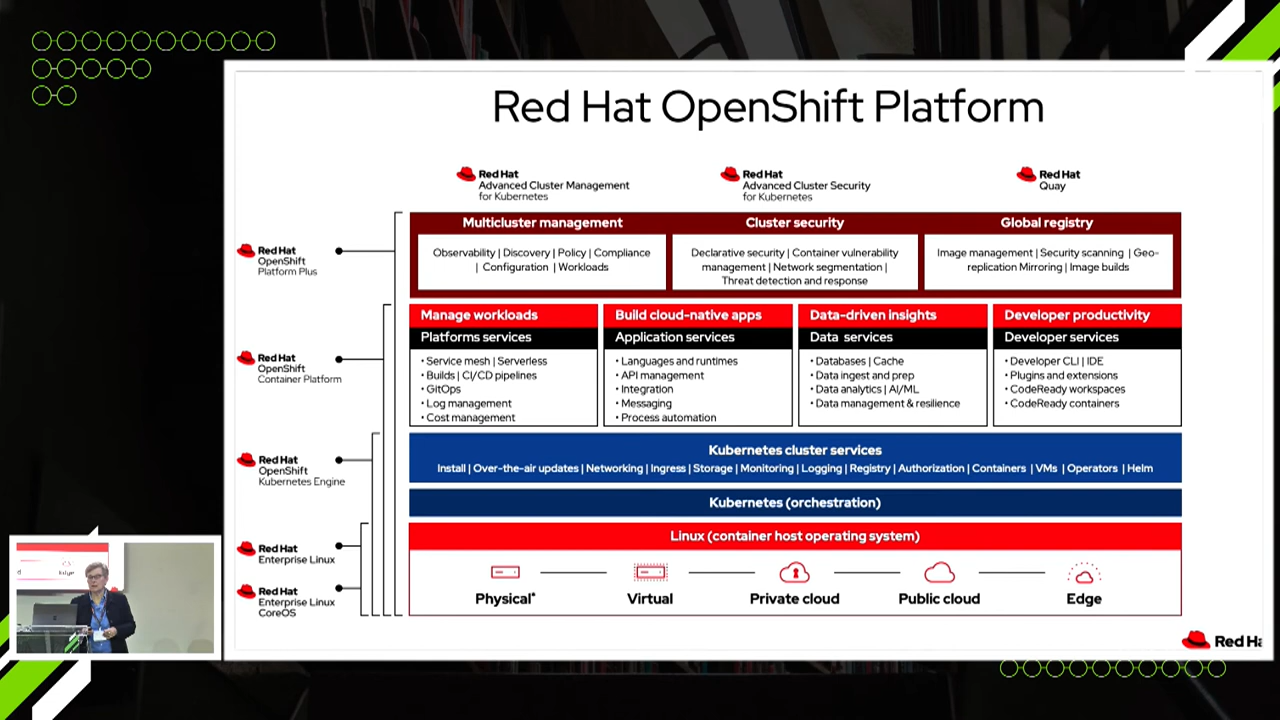 Red Hat OpenShift Platform
Red Hat
Advanced Cluster Management
for Kubernetes
Red Hat
Advanced Cluster Security
for Kubernetes
Red Hat
Quay
Red Hat
OpenShift
Platform Plus
Multicluster management
Observability | Discovery | Policy | Compliance
| Configuration | Workloads
Cluster security
Declarative security | Container vulnerability
management | Network segmentation |
Threat detection and response
Global registry
Image management | Security scanning | Geo-
replication Mirroring | Image builds
Red Hat
OpenShift
Container Platform
Manage workloads
Platforms services
• Service mesh | Serverless
• Builds | CI/CD pipelines
• GitOps
• Log management
• Cost management
Build cloud-native apps
Application services
• Languages and runtimes
• API management
• Integration
• Messaging
• Process automation
Data-driven insights
Data services
• Databases | Cache
• Data ingest and prep
• Data analytics | AI/ML
• Data management & resilience
Developer productivity
Developer services
• Developer CLI | IDE
• Plugins and extensions
• CodeReady workspaces
• CodeReady containers
Red Hat
OpenShift
Kubernetes Engine
Kubernetes cluster services
Install | Over-the-air updates | Networking | Ingress | Storage | Monitoring | Logging | Registry | Authorization | Containers | VMs | Operators | Helm
Kubernetes (orchestration)
Red Hat
Enterprise Linux
Linux (container host operating system)
Red Hat
Enterprise Linux
CoreOS
Physical*
Virtual
Private cloud
Public cloud
Edge
Red Ha